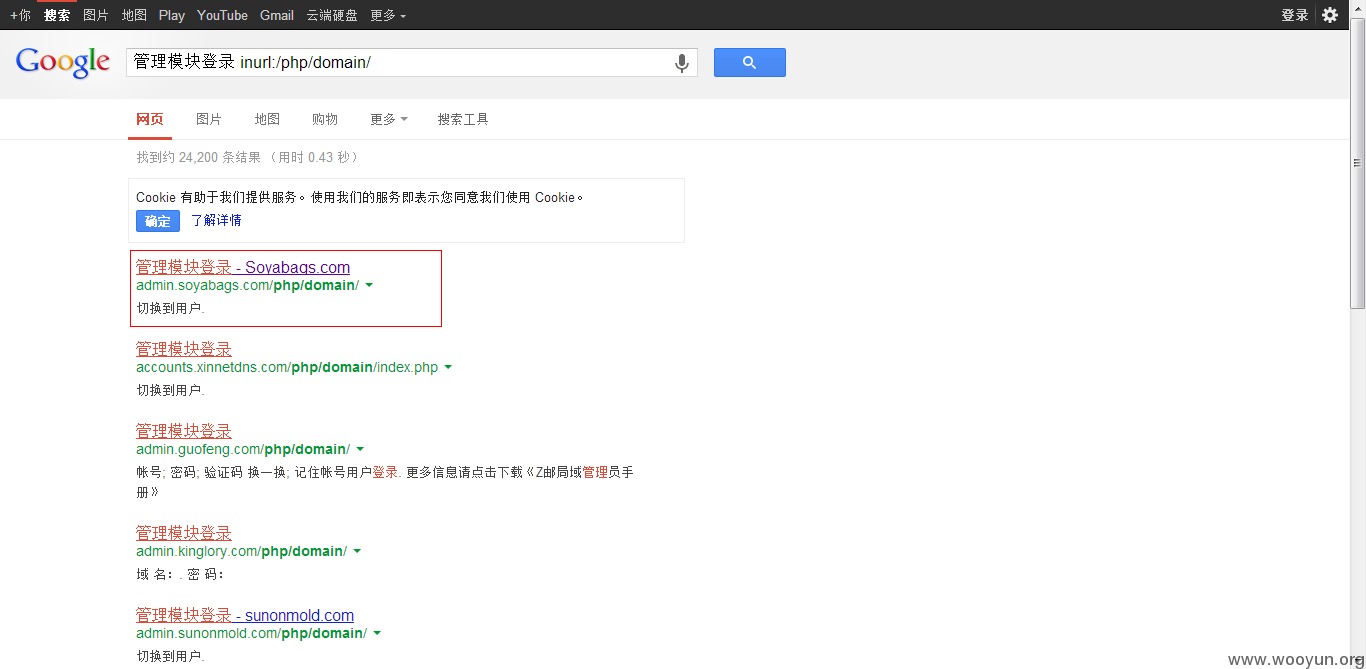 +你 搜索 图片 地图 Play YouTube Gmail 云端硬盘 更多 登录
Google 管理模块登录 inurl:/php/domain/
网页 图片 地图 购物 更多 搜索工具
找到约 24,200 条结果 （用时 0.43 秒）
Cookie 有助于我们提供服务。使用我们的服务即表示您同意我们使用 Cookie。
确定 了解详情
管理模块登录 - Soyabags.com
admin.soyabags.com/php/domain/
切换到用户.
管理模块登录
accounts.xinnetdns.com/php/domain/index.php
切换到用户.
管理模块登录
admin.guofeng.com/php/domain/
帐号; 密码; 验证码 换一换; 记住帐号用户登录. 更多信息请点击下载《Z邮局域管理员手
册》
管理模块登录
admin.kinglory.com/php/domain/
域 名：. 密 码：
管理模块登录 - sunonmold.com
admin.sunonmold.com/php/domain/
切换到用户.
www.wooyun.org